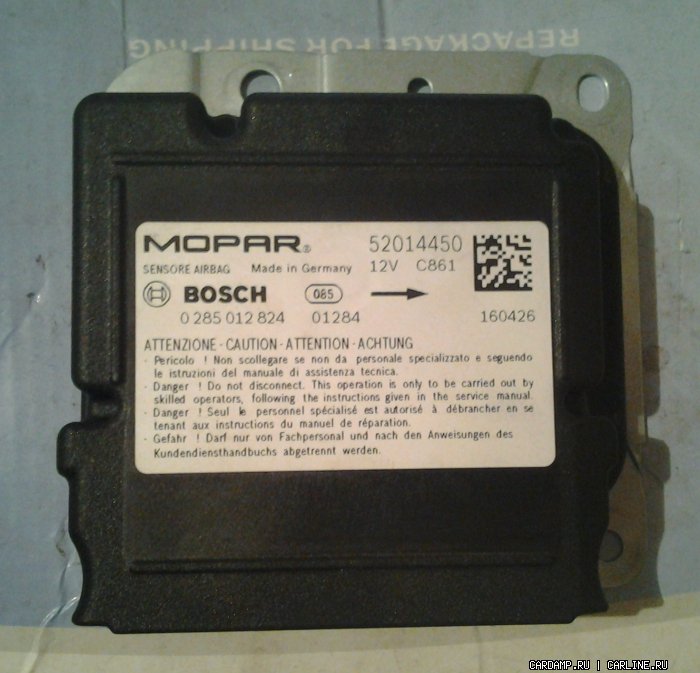 REPACKAGE FOR SHIPPING
MOPAR® 52014450
SENSORE AIRBAG Made in Germany 12V C861
BOSCH 085
0 285 012 824 01284 160426
ATTENZIONE - CAUTION - ATTENTION - ACHTUNG
- Pericolo ! Non scollegare se non da personale specializzato e seguendo
le istruzioni del manuale di assistenza tecnica.
- Danger ! Do not disconnect. This operation is only to be carried out by
skilled operators, following the instructions given in the service manual.
- Danger ! Seul le personnel spécialisé est autorisé à débrancher en se
tenant aux instructions du manuel de réparation.
- Gefahr ! Darf nur von Fachpersonal und nach den Anweisungen des
Kundendiensthandbuchs abgetrennt werden.
CARDAMP.RU | CARLINE.RU